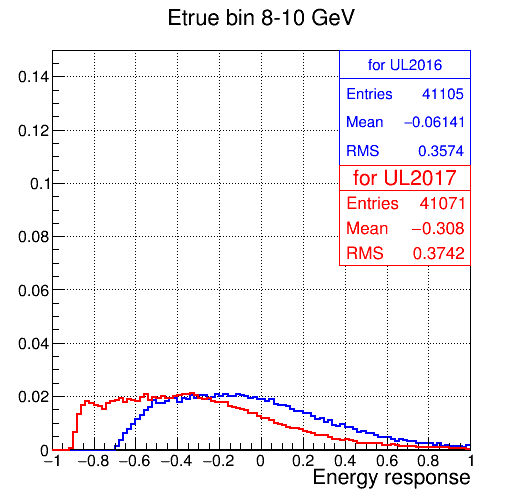 Etrue bin 8-10 GeV
for UL2016
Entries 41105
Mean −0.06141
RMS 0.3574
for UL2017
Entries 41071
Mean −0.308
RMS 0.3742
0.14
0.12
0.1
0.08
0.06
0.04
0.02
0
−1 −0.8 −0.6 −0.4 −0.2 0 0.2 0.4 0.6 0.8 1
Energy response